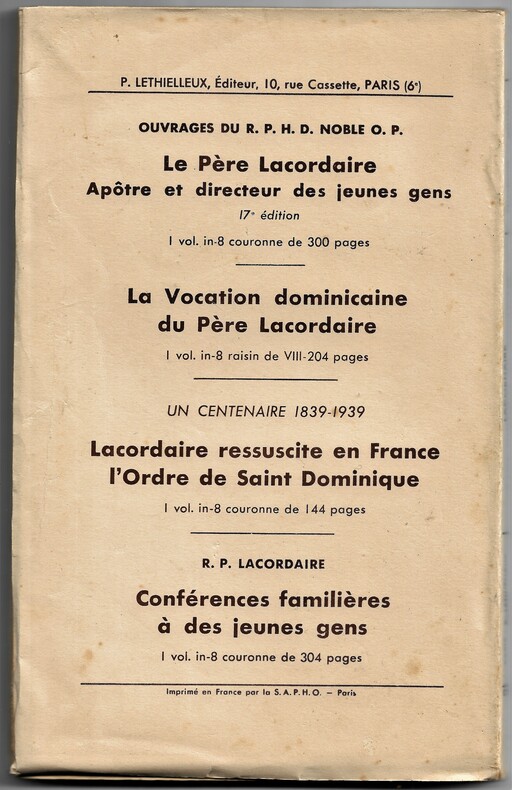 P. LETHIELLEUX, Éditeur, 10, rue Cassette, PARIS (6e)
OUVRAGES DU R. P. H. D. NOBLE O. P.
Le Père Lacordaire
Apôtre et directeur des jeunes gens
17e édition
1 vol. in-8 couronne de 300 pages
La Vocation dominicaine
du Père Lacordaire
1 vol. in-8 raisin de VIII-204 pages
UN CENTENAIRE 1839-1939
Lacordaire ressuscite en France
l'Ordre de Saint Dominique
1 vol. in-8 couronne de 144 pages
R. P. LACORDAIRE
Conférences familières
à des jeunes gens
1 vol. in-8 couronne de 304 pages
Imprimé en France par la S.A.P.H.O. — Paris